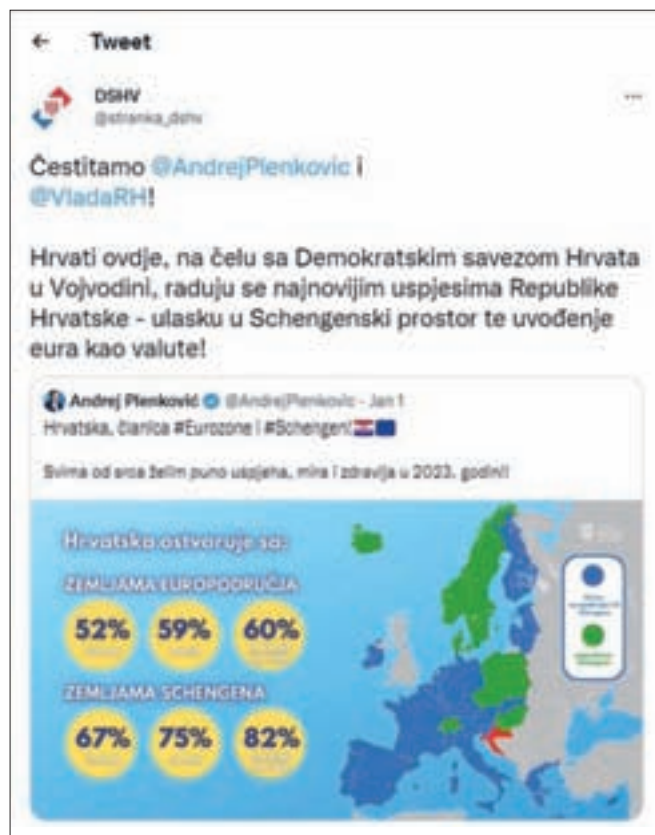 Tweet
DSHV
@stranka_dshv
Čestitamo @AndrejPlenkovic i
@VladaRH!
Hrvati ovdje, na čelu sa Demokratskim savezom Hrvata
u Vojvodini, raduju se najnovijim uspjesima Republike
Hrvatske - ulasku u Schengenski prostor te uvođenje
eura kao valute!
Andrej Plenković @AndrejPlenkovic - Jan 1
Hrvatska, članica #Eurozone i #Schengen!
Svima od srca želim puno uspjeha, mira i zdravlja u 2023. godini!
Hrvatska ostvaruje sa:
ZEMLJAMA EUROPODRUČJA
52% 59% 60%
ZEMLJAMA SCHENGENA
67% 75% 82%